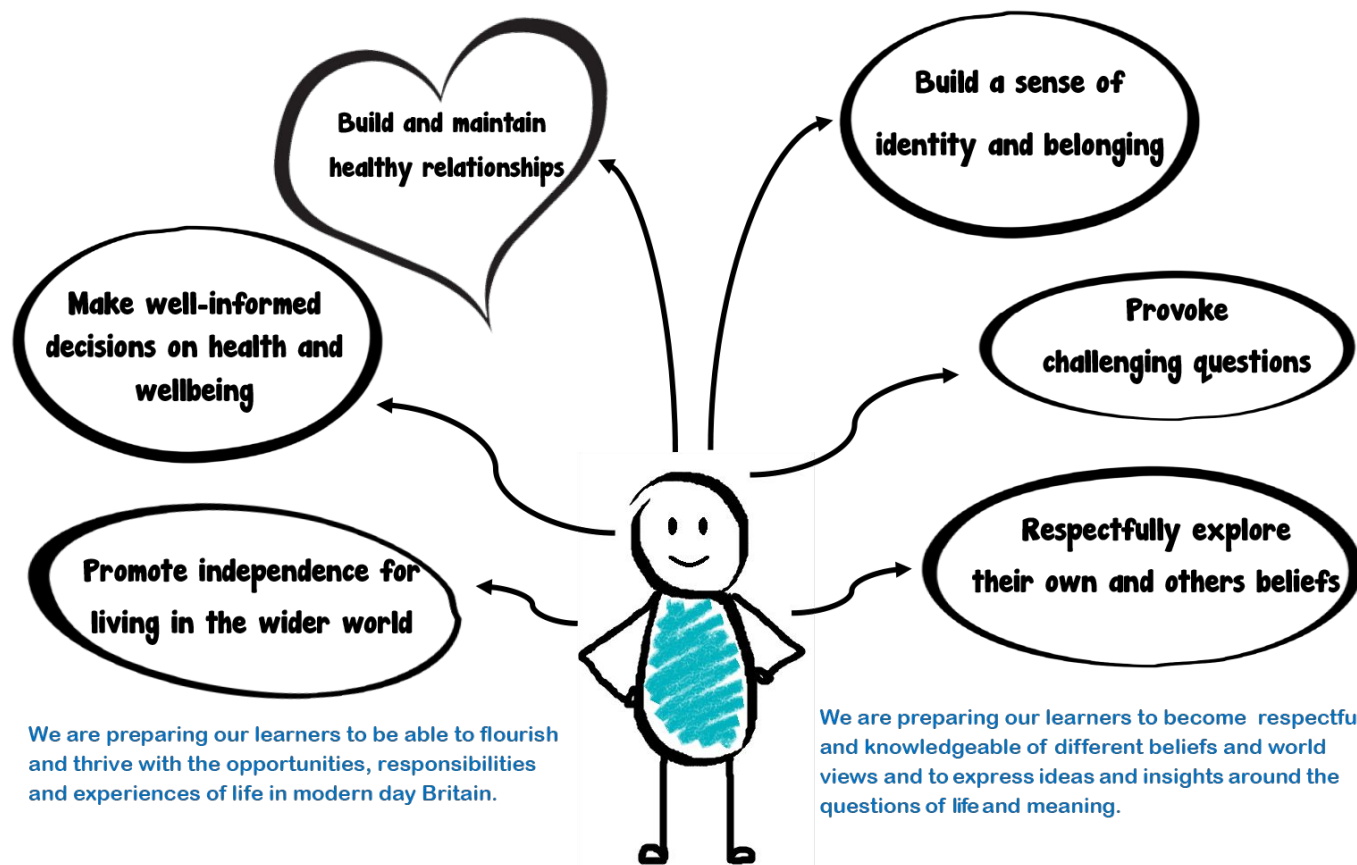 Build and maintain
healthy relationships
Build a sense of
identity and belonging
Make well-informed
decisions on health and
wellbeing
Provoke
challenging questions
Promote independence for
living in the wider world
Respectfully explore
their own and others beliefs
We are preparing our learners to be able to flourish
and thrive with the opportunities, responsibilities
and experiences of life in modern day Britain.
We are preparing our learners to become respectfu
and knowledgeable of different beliefs and world
views and to express ideas and insights around the
questions of life and meaning.